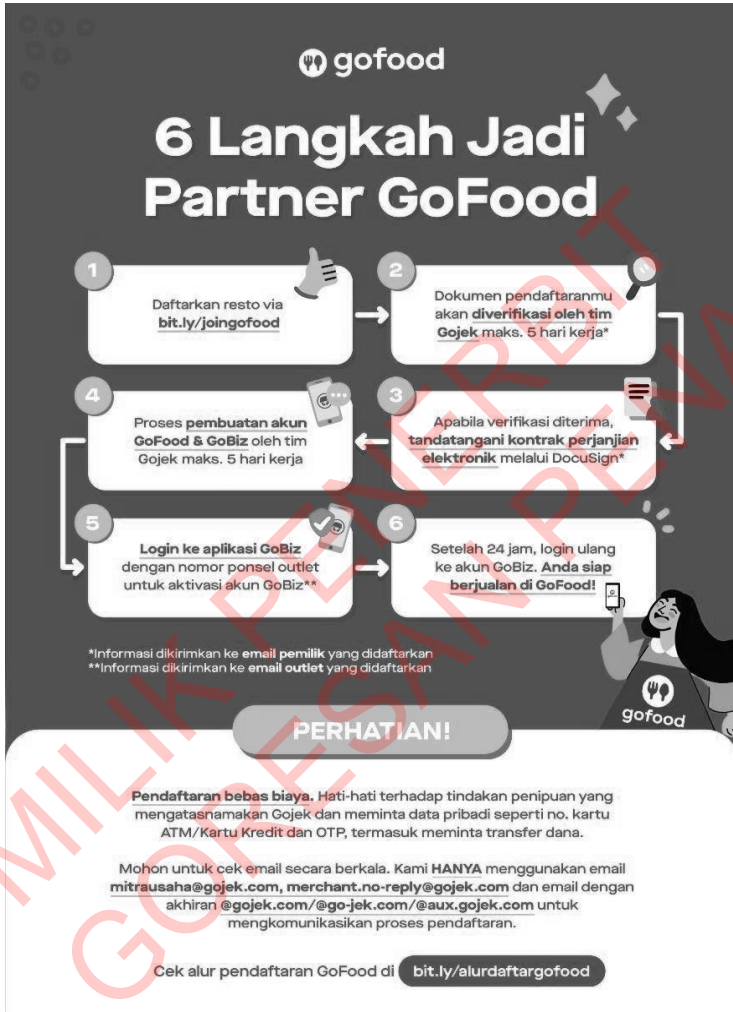 gofood
6 Langkah Jadi
Partner GoFood
1
Daftarkan resto via
bit.ly/joingofood
2
Dokumen pendaftaranmu
akan diverifikasi oleh tim
Gojek maks. 5 hari kerja*
3
Apabila verifikasi diterima,
tandatangani kontrak perjanjian
elektronik melalui DocuSign*
4
Proses pembuatan akun
GoFood & GoBiz oleh tim
Gojek maks. 5 hari kerja
5
Login ke aplikasi GoBiz
dengan nomor ponsel outlet
untuk aktivasi akun GoBiz**
6
Setelah 24 jam, login ulang
ke akun GoBiz. Anda siap
berjualan di GoFood!
*Informasi dikirimkan ke email pemilik yang didaftarkan
**Informasi dikirimkan ke email outlet yang didaftarkan
gofood
PERHATIAN!
Pendaftaran bebas biaya. Hati-hati terhadap tindakan penipuan yang
mengatasnamakan Gojek dan meminta data pribadi seperti no. kartu
ATM/Kartu Kredit dan OTP, termasuk meminta transfer dana.
Mohon untuk cek email secara berkala. Kami HANYA menggunakan email
mitrausaha@gojek.com, merchant.no-reply@gojek.com dan email dengan
akhiran @gojek.com/@go-jek.com/@aux.gojek.com untuk
mengkomunikasikan proses pendaftaran.
Cek alur pendaftaran GoFood di bit.ly/alurdaftargofood
MILIK PENERBIT
GORESAN PENA